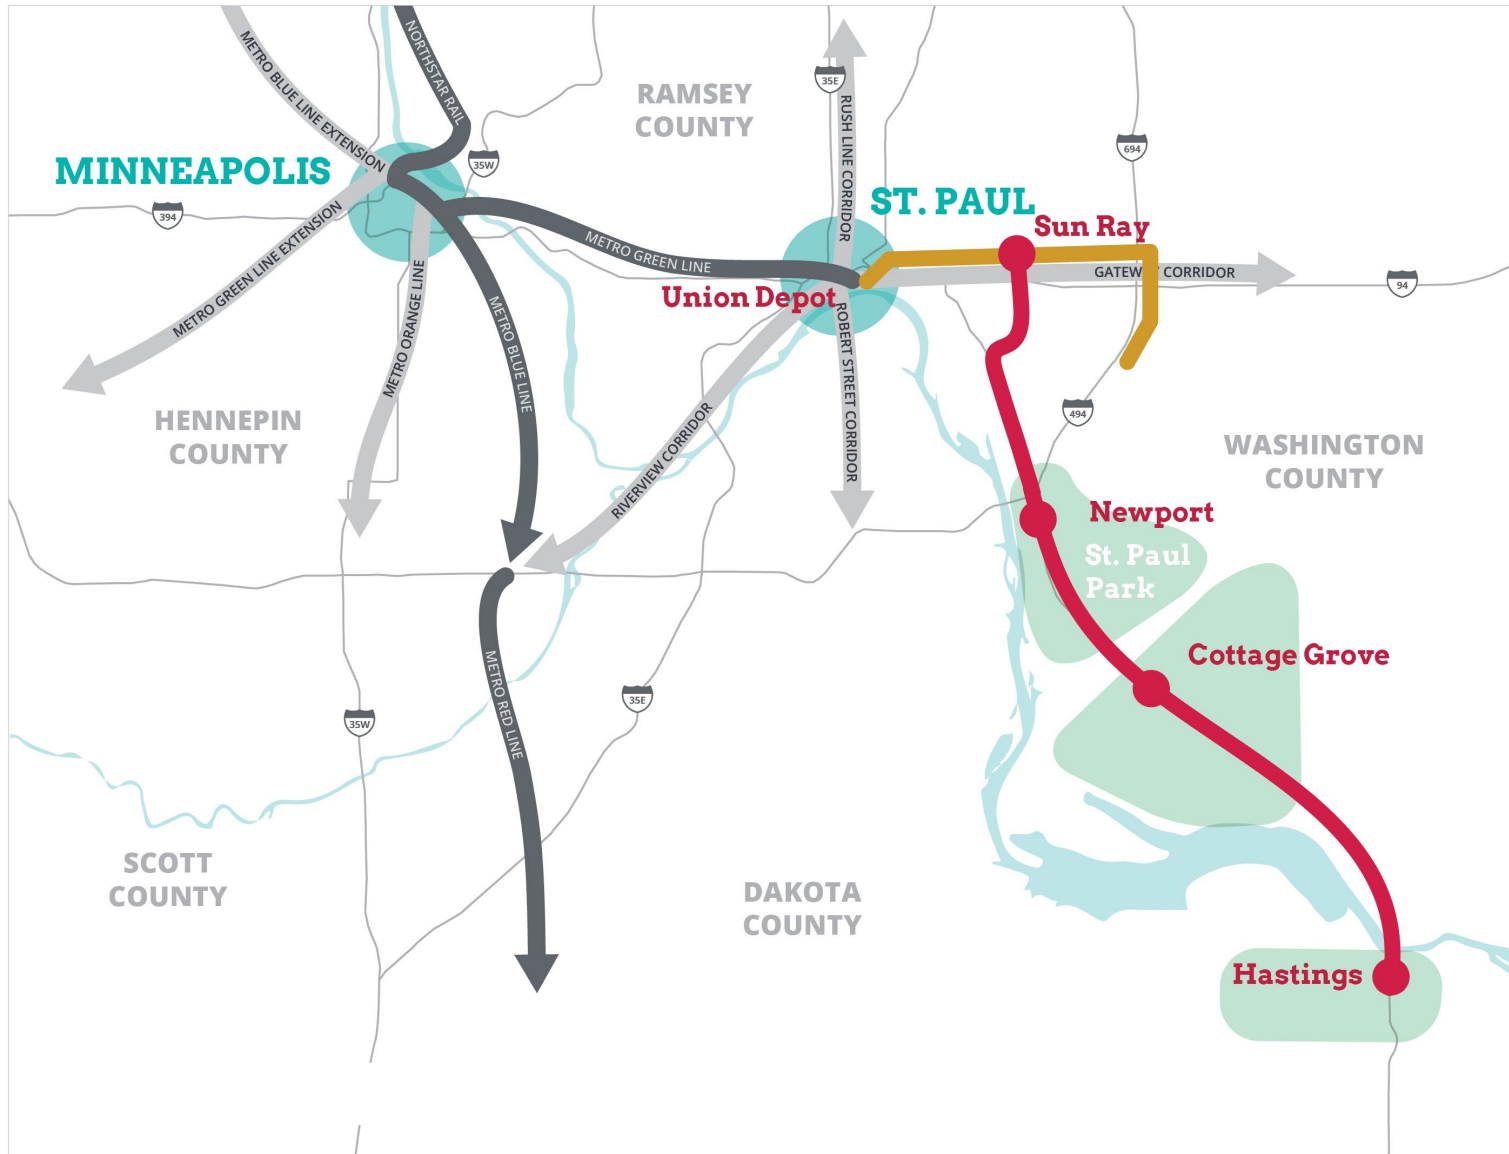 METRO BLUE LINE EXTENSION
NORTHSTAR RAIL
RAMSEY
COUNTY
35E
RUSH LINE CORRIDOR
694
35W
MINNEAPOLIS
394
METRO GREEN LINE EXTENSION
ST. PAUL
Sun Ray
METRO GREEN LINE
METRO ORANGE LINE
METRO BLUE LINE
Union Depot
GATEW Y CORRIDOR
94
ROBERT STREET CORRIDOR
HENNEPIN
COUNTY
RIVERVIEW CORRIDOR
494
WASHINGTON
COUNTY
Newport
St. Paul
Park
Cottage Grove
METRO RED LINE
35E
35W
SCOTT
COUNTY
DAKOTA
COUNTY
Hastings